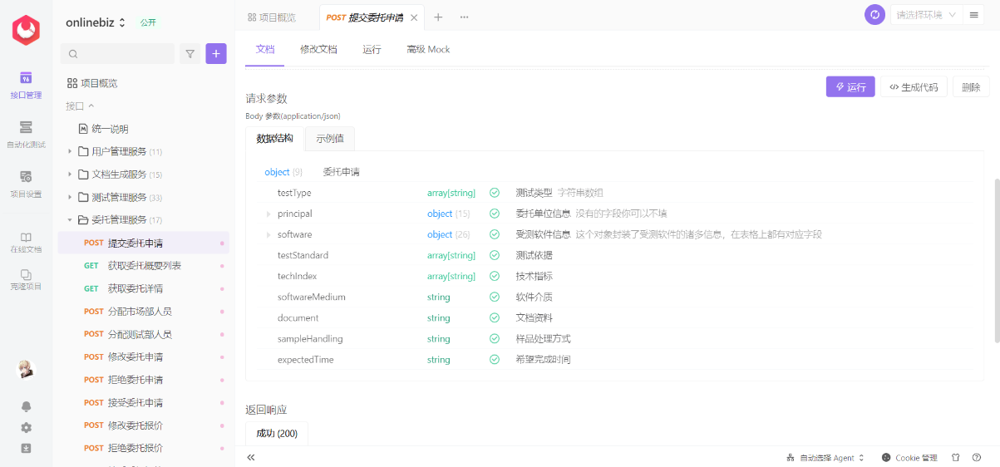 onlinebiz 公开
项目概览
POST 提交委托申请
请选择环境
接口管理
自动化测试
项目设置
在线文档
克隆项目
项目概览
接口
统一说明
用户管理服务 (11)
文档生成服务 (15)
测试管理服务 (33)
委托管理服务 (17)
POST 提交委托申请
GET 获取委托概要列表
GET 获取委托详情
POST 分配市场部人员
POST 分配测试部人员
POST 修改委托申请
POST 拒绝委托申请
POST 接受委托申请
POST 修改委托报价
POST 拒绝委托报价
文档 修改文档 运行 高级 Mock
运行 生成代码 删除
请求参数
Body 参数(application/json)
数据结构 示例值
object (9) 委托申请
testType array[string] 测试类型 字符串数组
principal object (15) 委托单位信息 没有的字段你可以不填
software object (26) 受测软件信息 这个对象封装了受测软件的诸多信息，在表格上都有对应字段
testStandard array[string] 测试依据
techIndex array[string] 技术指标
softwareMedium string 软件介质
document string 文档资料
sampleHandling string 样品处理方式
expectedTime string 希望完成时间
返回响应
成功 (200)
自动选择 Agent Cookie 管理